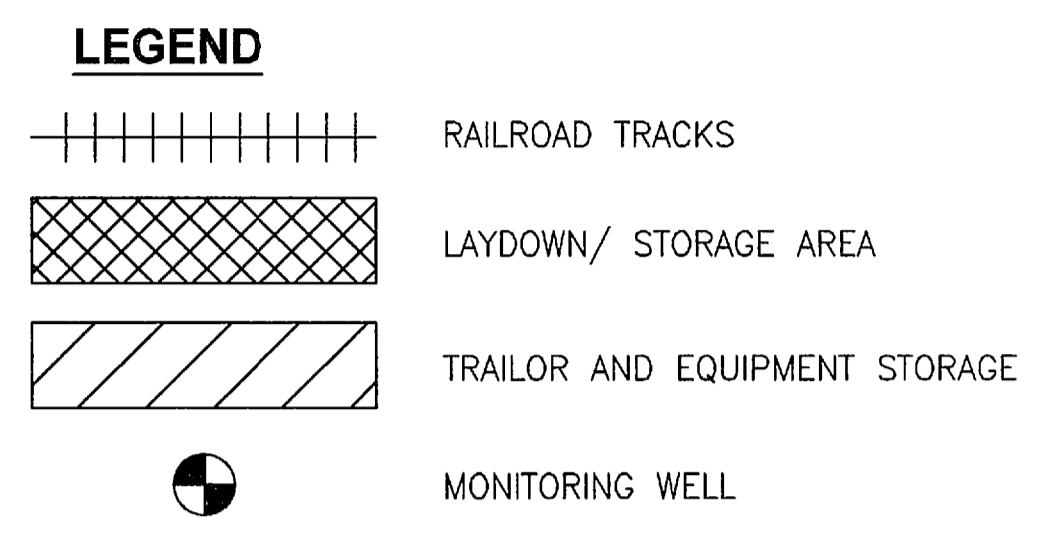 LEGEND
RAILROAD TRACKS
LAYDOWN/ STORAGE AREA
TRAILOR AND EQUIPMENT STORAGE
MONITORING WELL